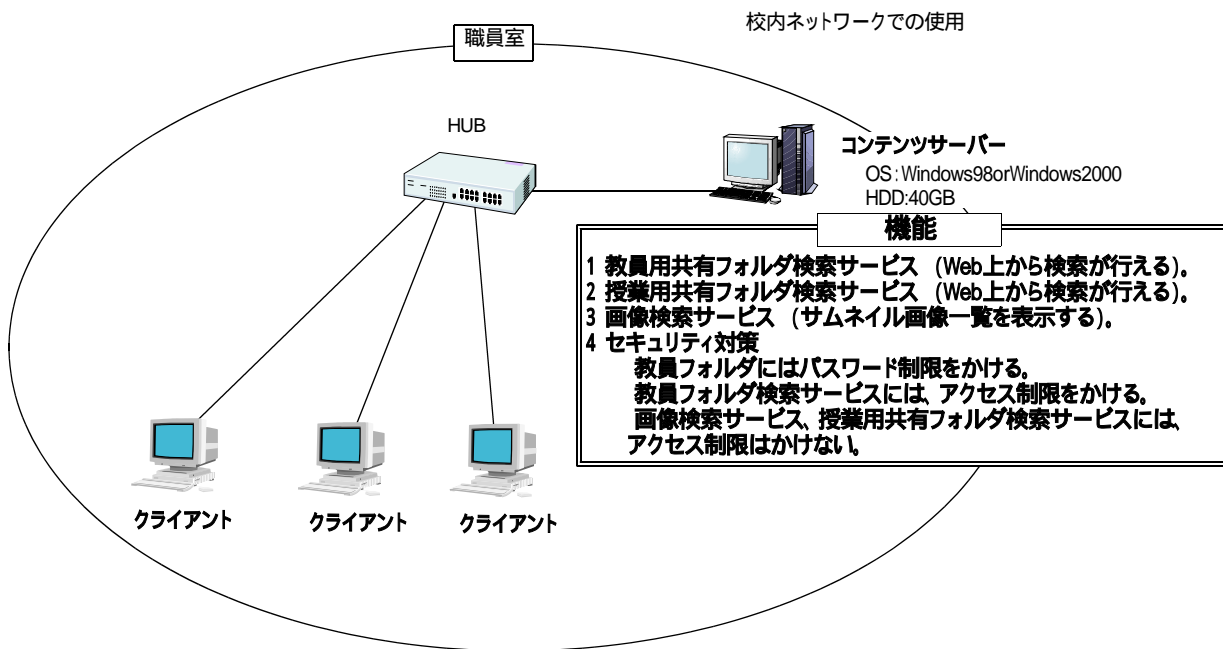 校内ネットワークでの使用
職員室
HUB
コンテンツサーバー
OS:Windows98orWindows2000
HDD:40GB
機能
1 教員用共有フォルダ検索サービス (Web上から検索が行える)。
2 授業用共有フォルダ検索サービス (Web上から検索が行える)。
3 画像検索サービス (サムネイル画像一覧を表示する)。
4 セキュリティ対策
教員フォルダにはパスワード制限をかける。
教員フォルダ検索サービスには、アクセス制限をかける。
画像検索サービス、授業用共有フォルダ検索サービスには、
アクセス制限はかけない。
クライアント
クライアント
クライアント